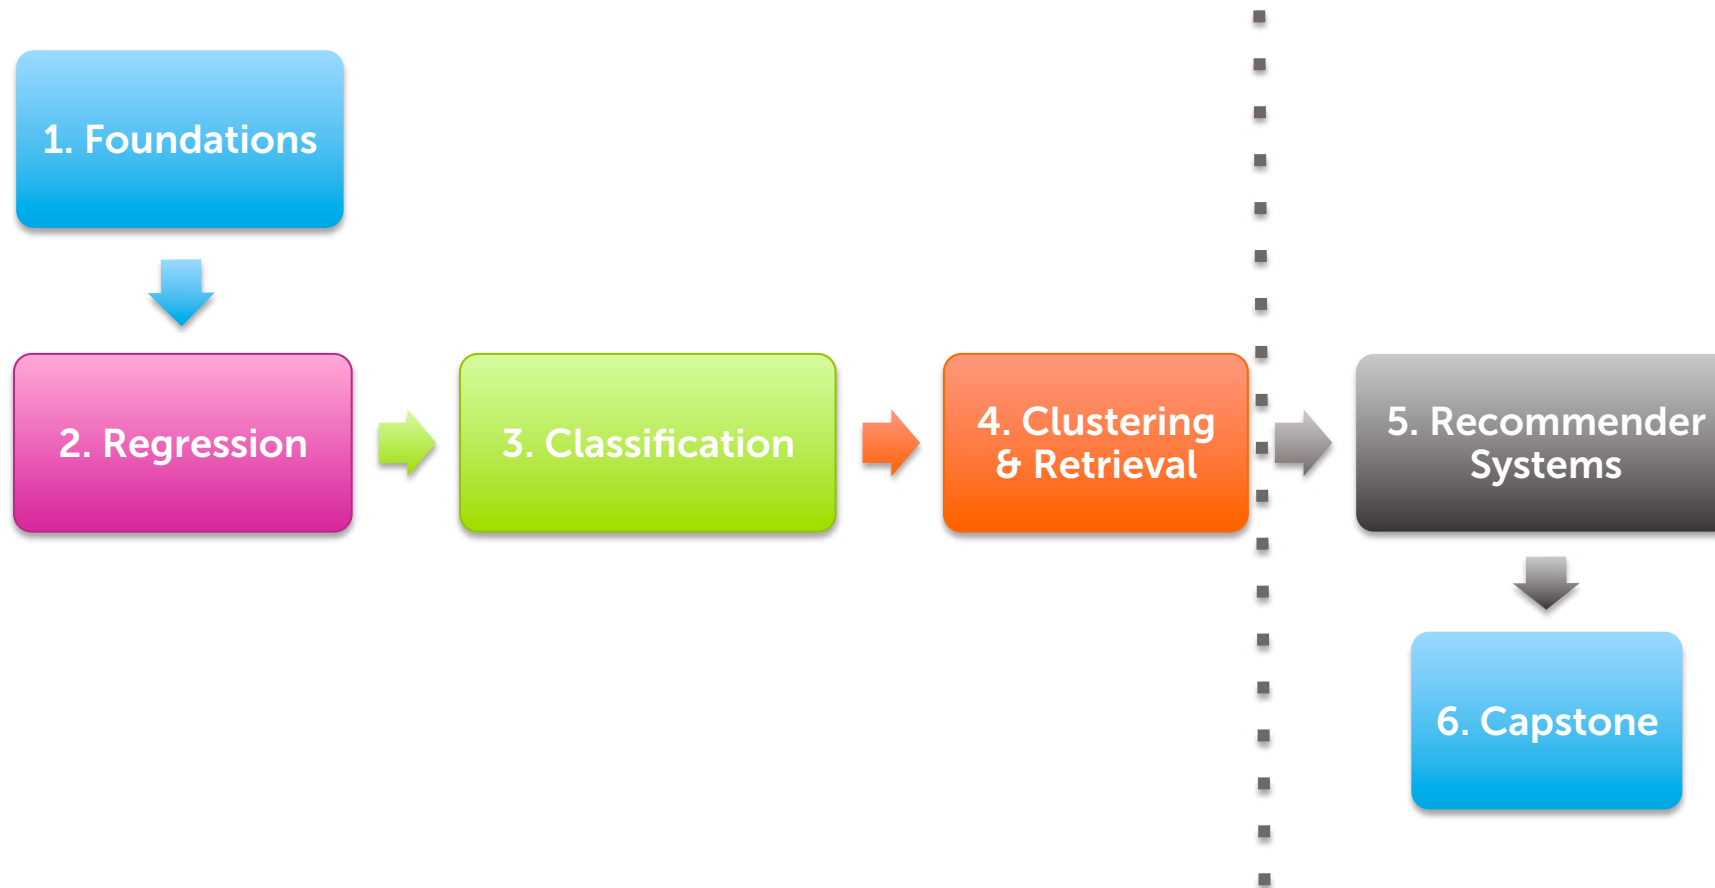 1. Foundations
2. Regression
3. Classification
4. Clustering
& Retrieval
5. Recommender
Systems
6. Capstone